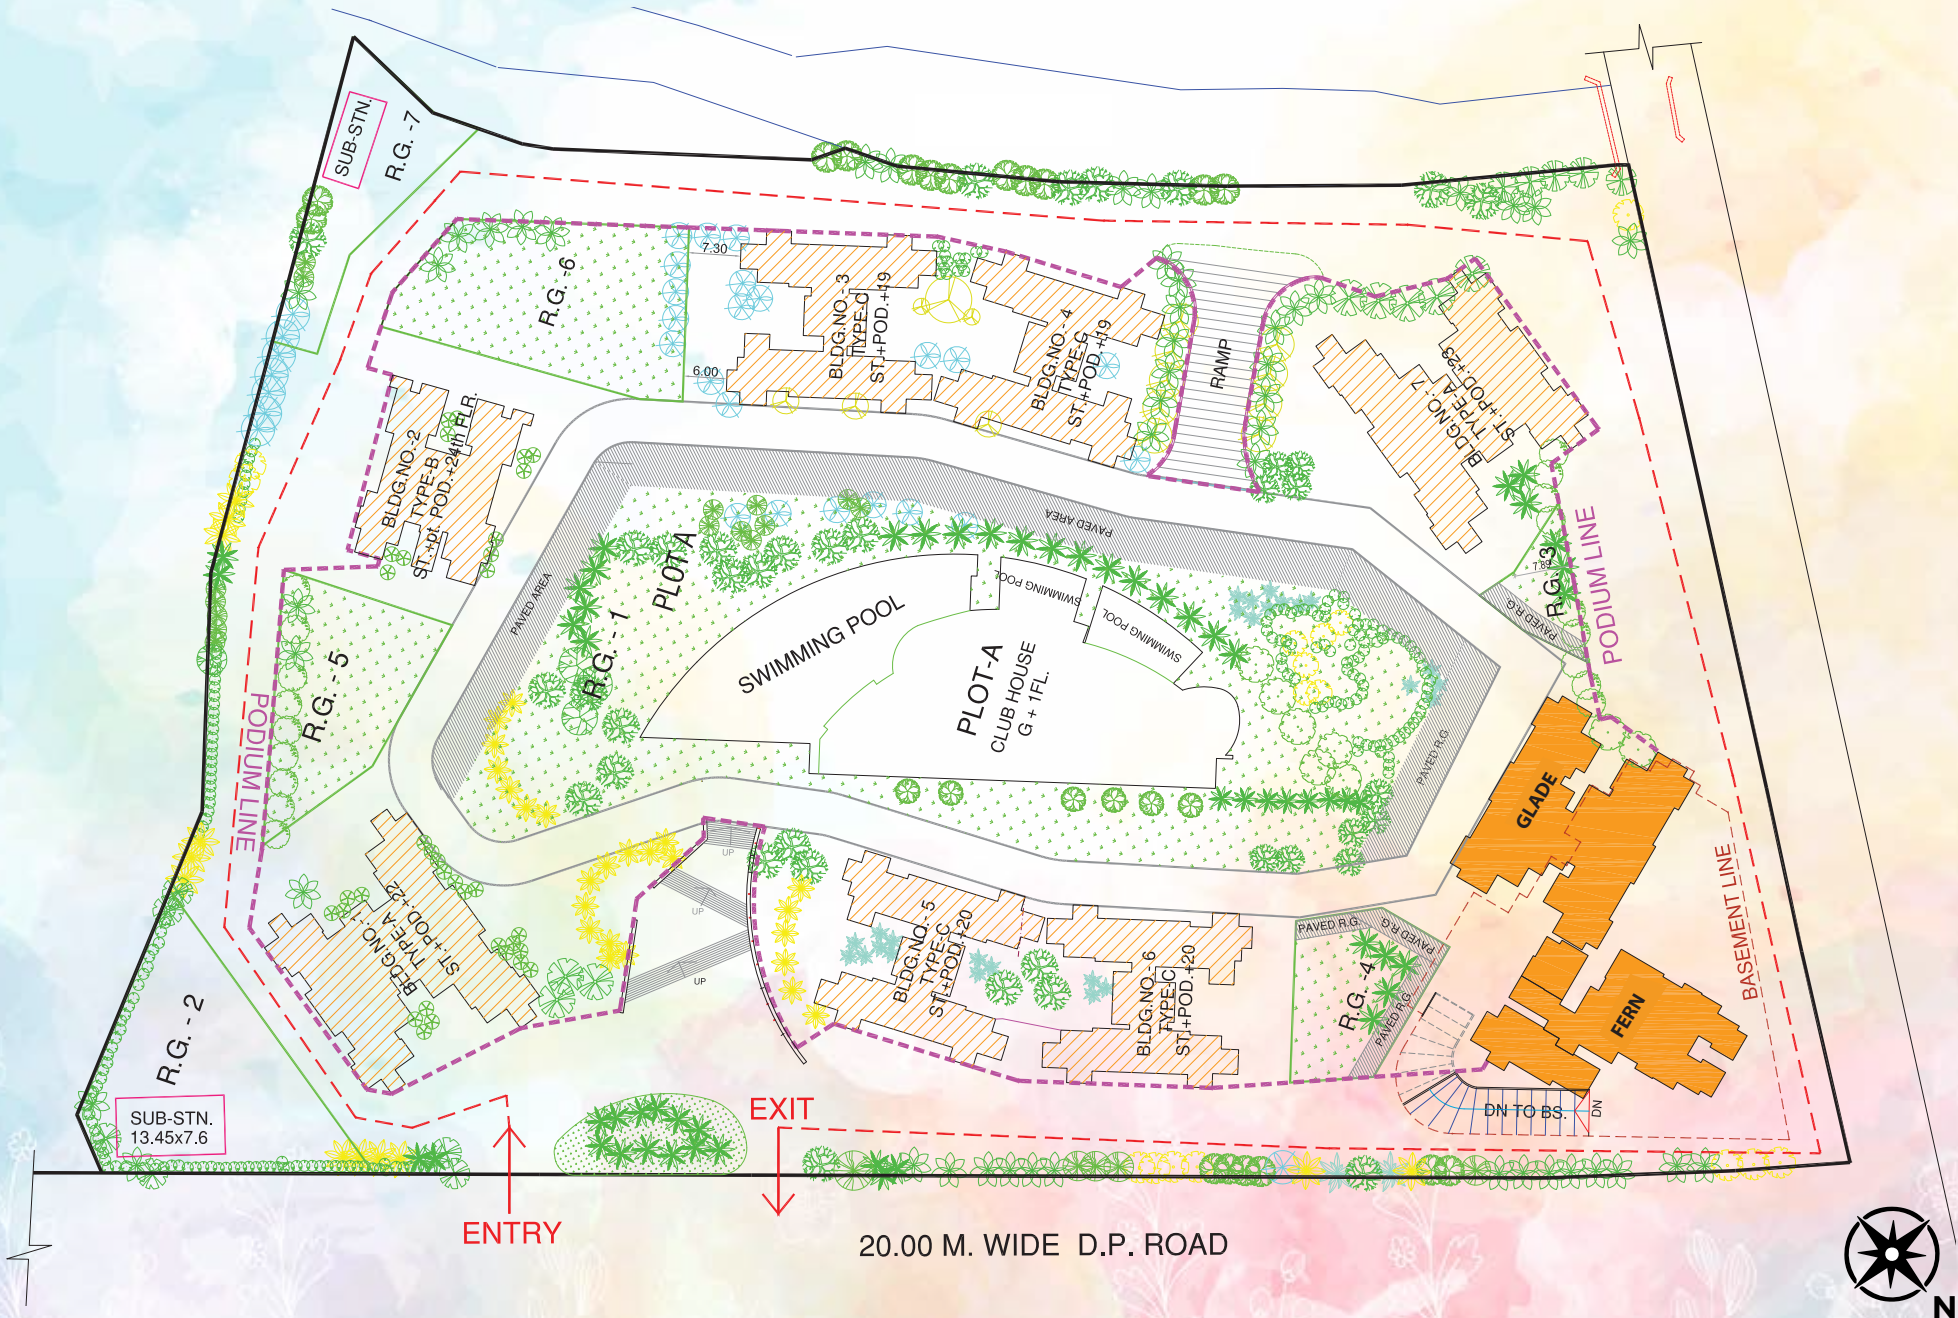 SUB-STN.
R.G. -7
R.G. -6
7.30
6.00
BLDG.NO.- 3
TYPE-C
ST.+POD.+19
BLDG.NO.- 4
TYPE-C
ST.+POD.+19
RAMP
BLDG.NO.-7
TYPE-A
ST.+POD.+23
BLDG.NO.-2
TYPE-B
ST.+pt. POD.+24th FLR.
PAVED AREA
PAVED AREA
PLOT A
R.G. - 1
SWIMMING POOL
SWIMMING POOL
SWIMMING POOL
PLOT-A
CLUB HOUSE
G + 1FL.
R.G.-3
7.89
PAVED R.G.
PODIUM LINE
R.G. - 5
PODIUM LINE
PAVED R.G.
GLADE
BASEMENT LINE
UP
UP
UP
BLDG.NO.-1
TYPE-A
ST.+POD.+22
BLDG.NO.- 5
TYPE-C
ST.+POD.+20
BLDG.NO.- 6
TYPE-C
ST.+POD.+20
PAVED R.G.
PAVED R.G.
R.G. -4
PAVED R.G.
FERN
R.G. - 2
SUB-STN.
13.45x7.6
EXIT
DN TO BS.
DN
ENTRY
20.00 M. WIDE D.P. ROAD
N